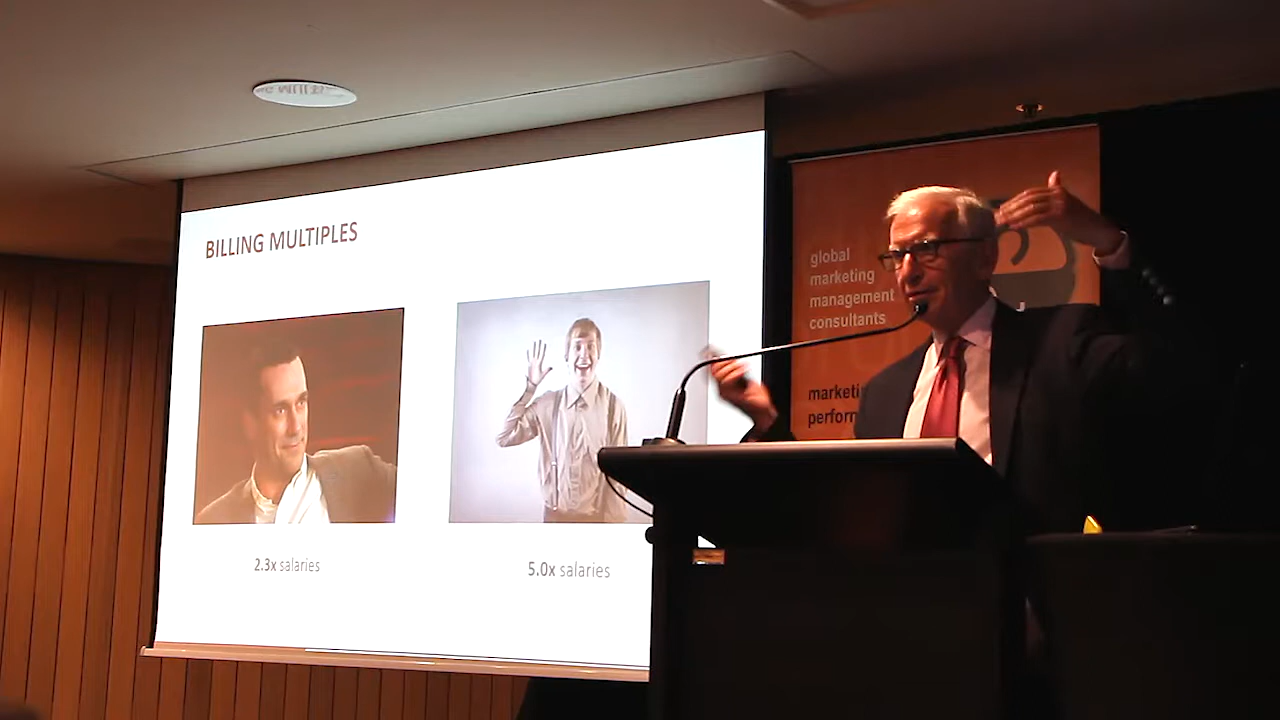 BILLING MULTIPLES
2.3x salaries
5.0x salaries
global
marketing
management
consultants